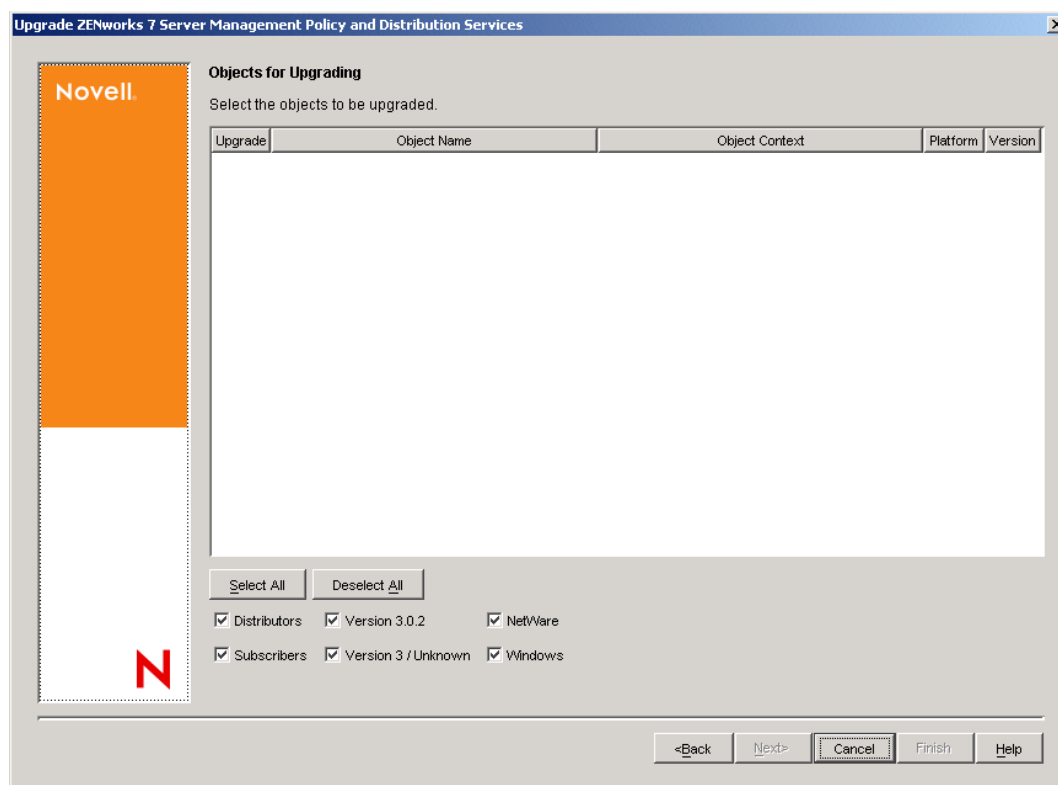 Upgrade ZENworks 7 Server Management Policy and Distribution Services
Novell.
Objects for Upgrading
Select the objects to be upgraded.
Upgrade Object Name Object Context Platform Version
Select All Deselect All
Distributors Version 3.0.2 NetWare
Subscribers Version 3 / Unknown Windows
N
<Back Next> Cancel Finish Help